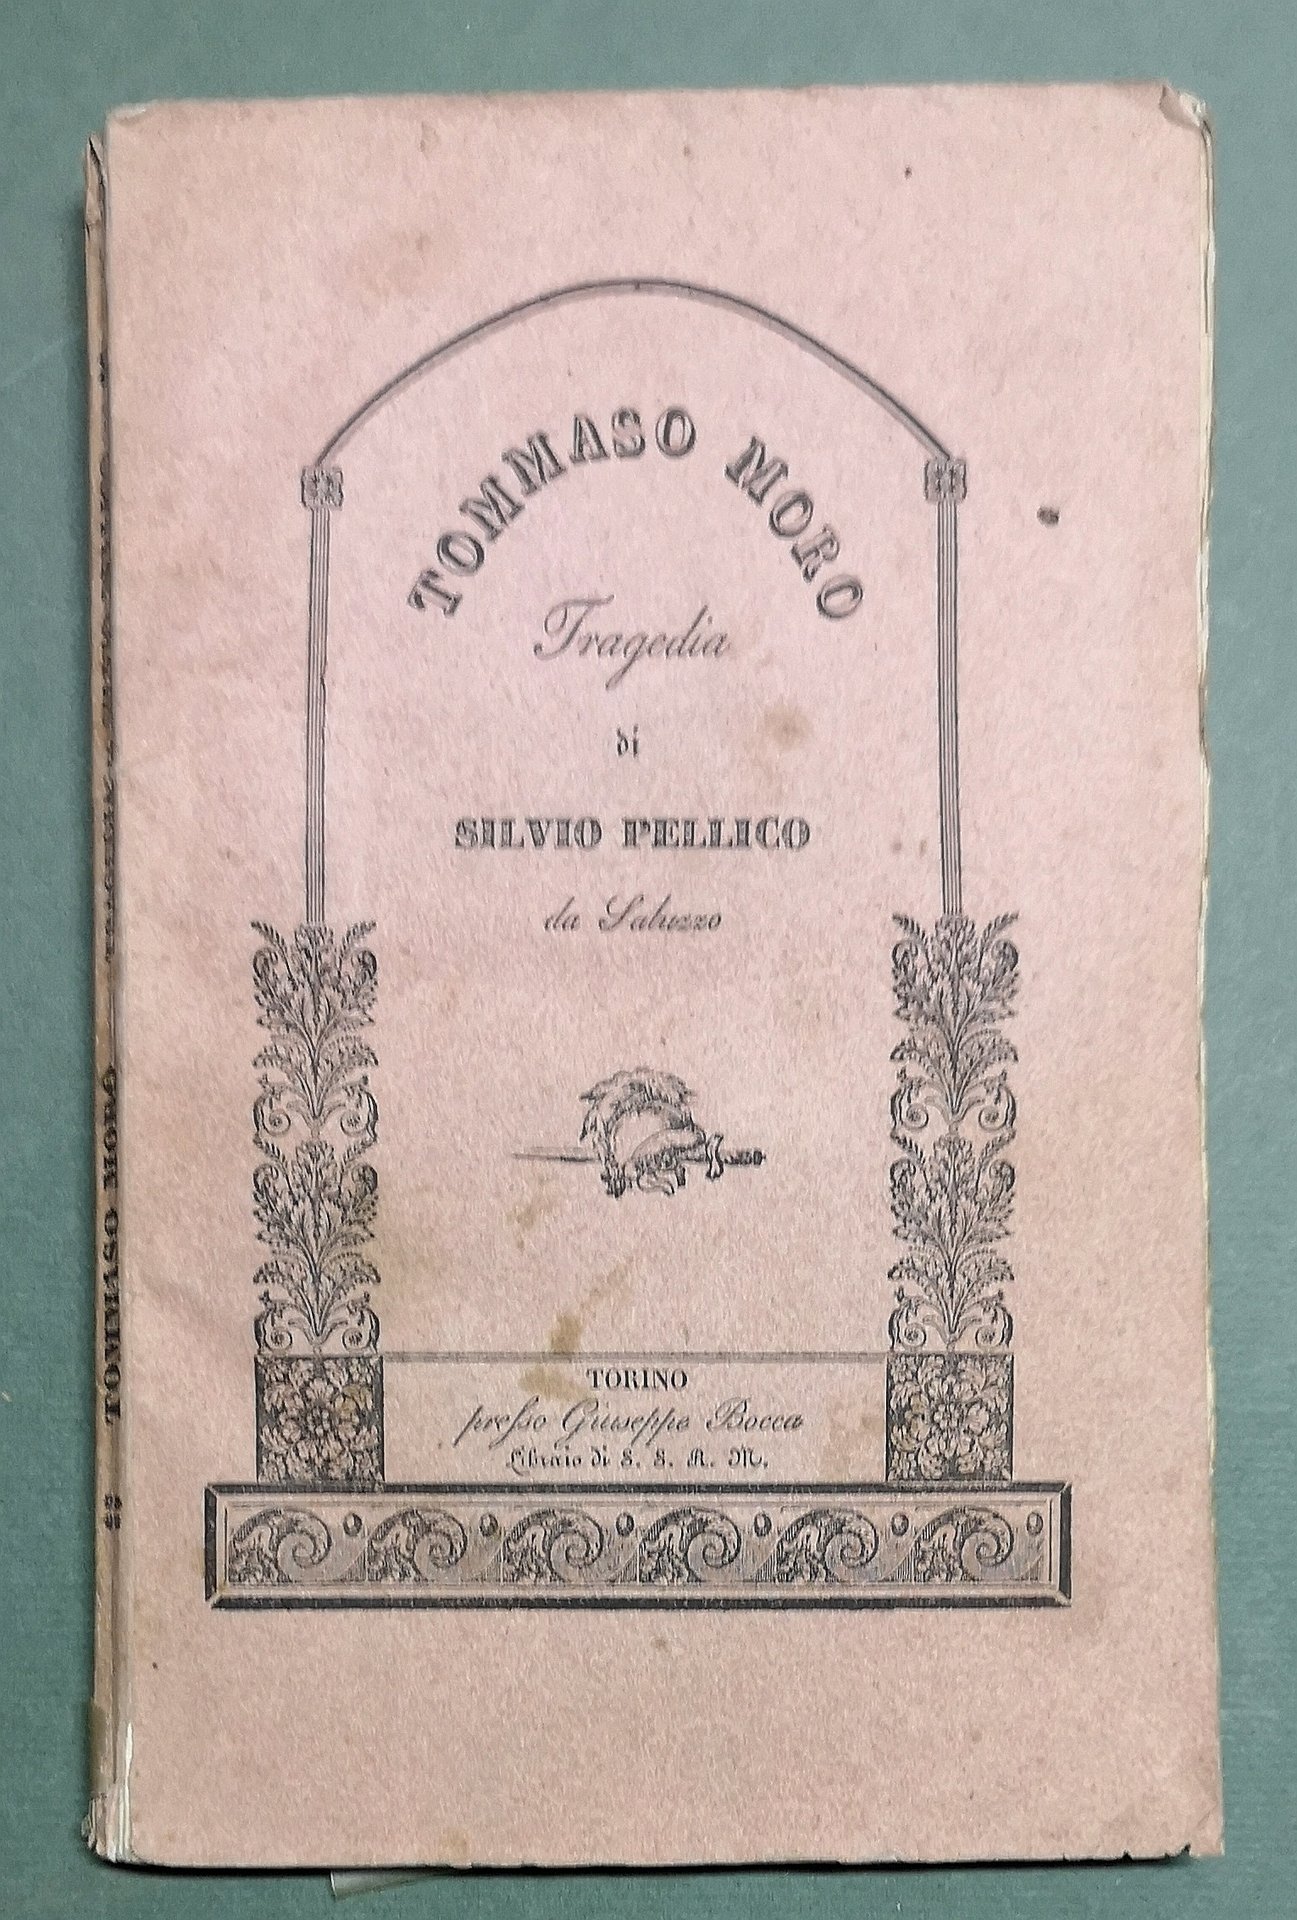 TOMMASO MORO
Tragedia
di
SILVIO PELLICO
da Saluzzo
TORINO
presso Giuseppe Bocca
Libraio di S. S. R. M.
TOMMASO MORO